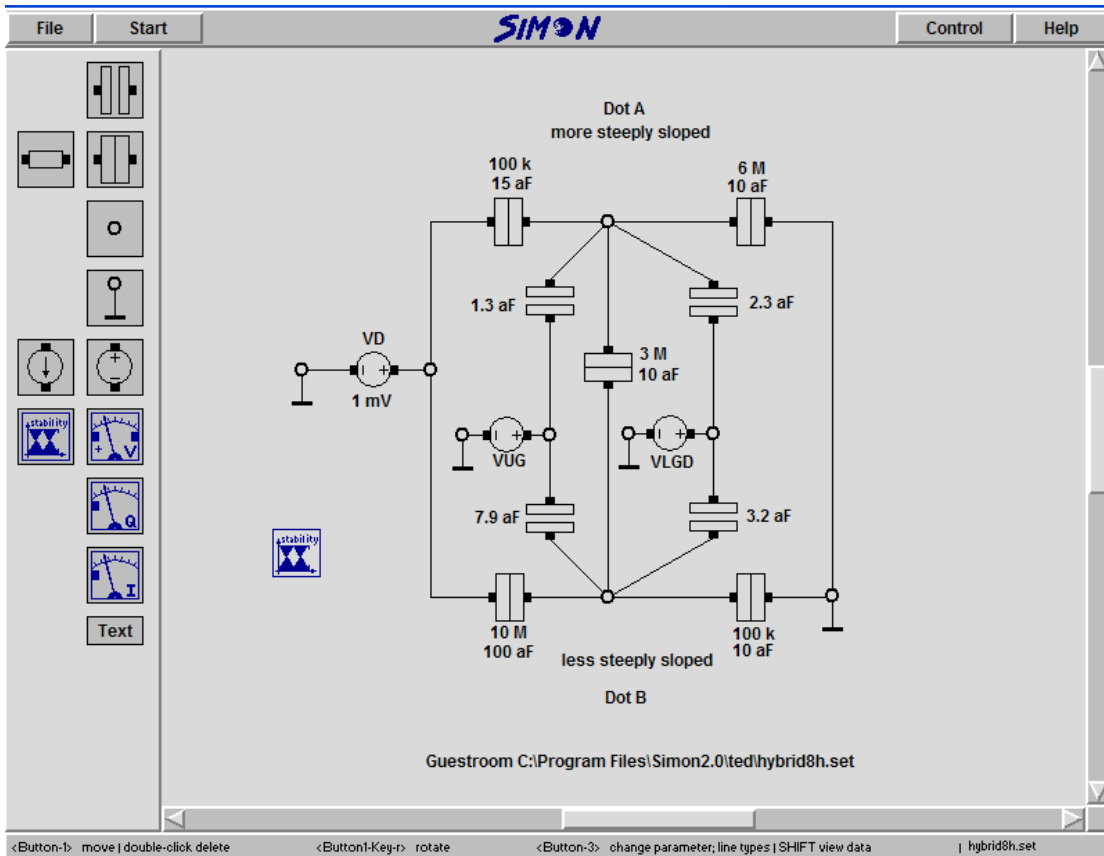 File
Start
SIMON
Control
Help
Dot A
more steeply sloped
100 k
15 aF
6 M
10 aF
1.3 aF
2.3 aF
VD
1 mV
3 M
10 aF
stability
+ V
VUG
VLGD
Q
7.9 aF
3.2 aF
stability
I
Text
10 M
100 aF
100 k
10 aF
less steeply sloped
Dot B
Guestroom C:\Program Files\Simon2.0\ted\hybrid8h.set
<Button-1> move | double-click delete
<Button1-Key-r> rotate
<Button-3> change parameter; line types | SHIFT view data
| hybrid8h.set